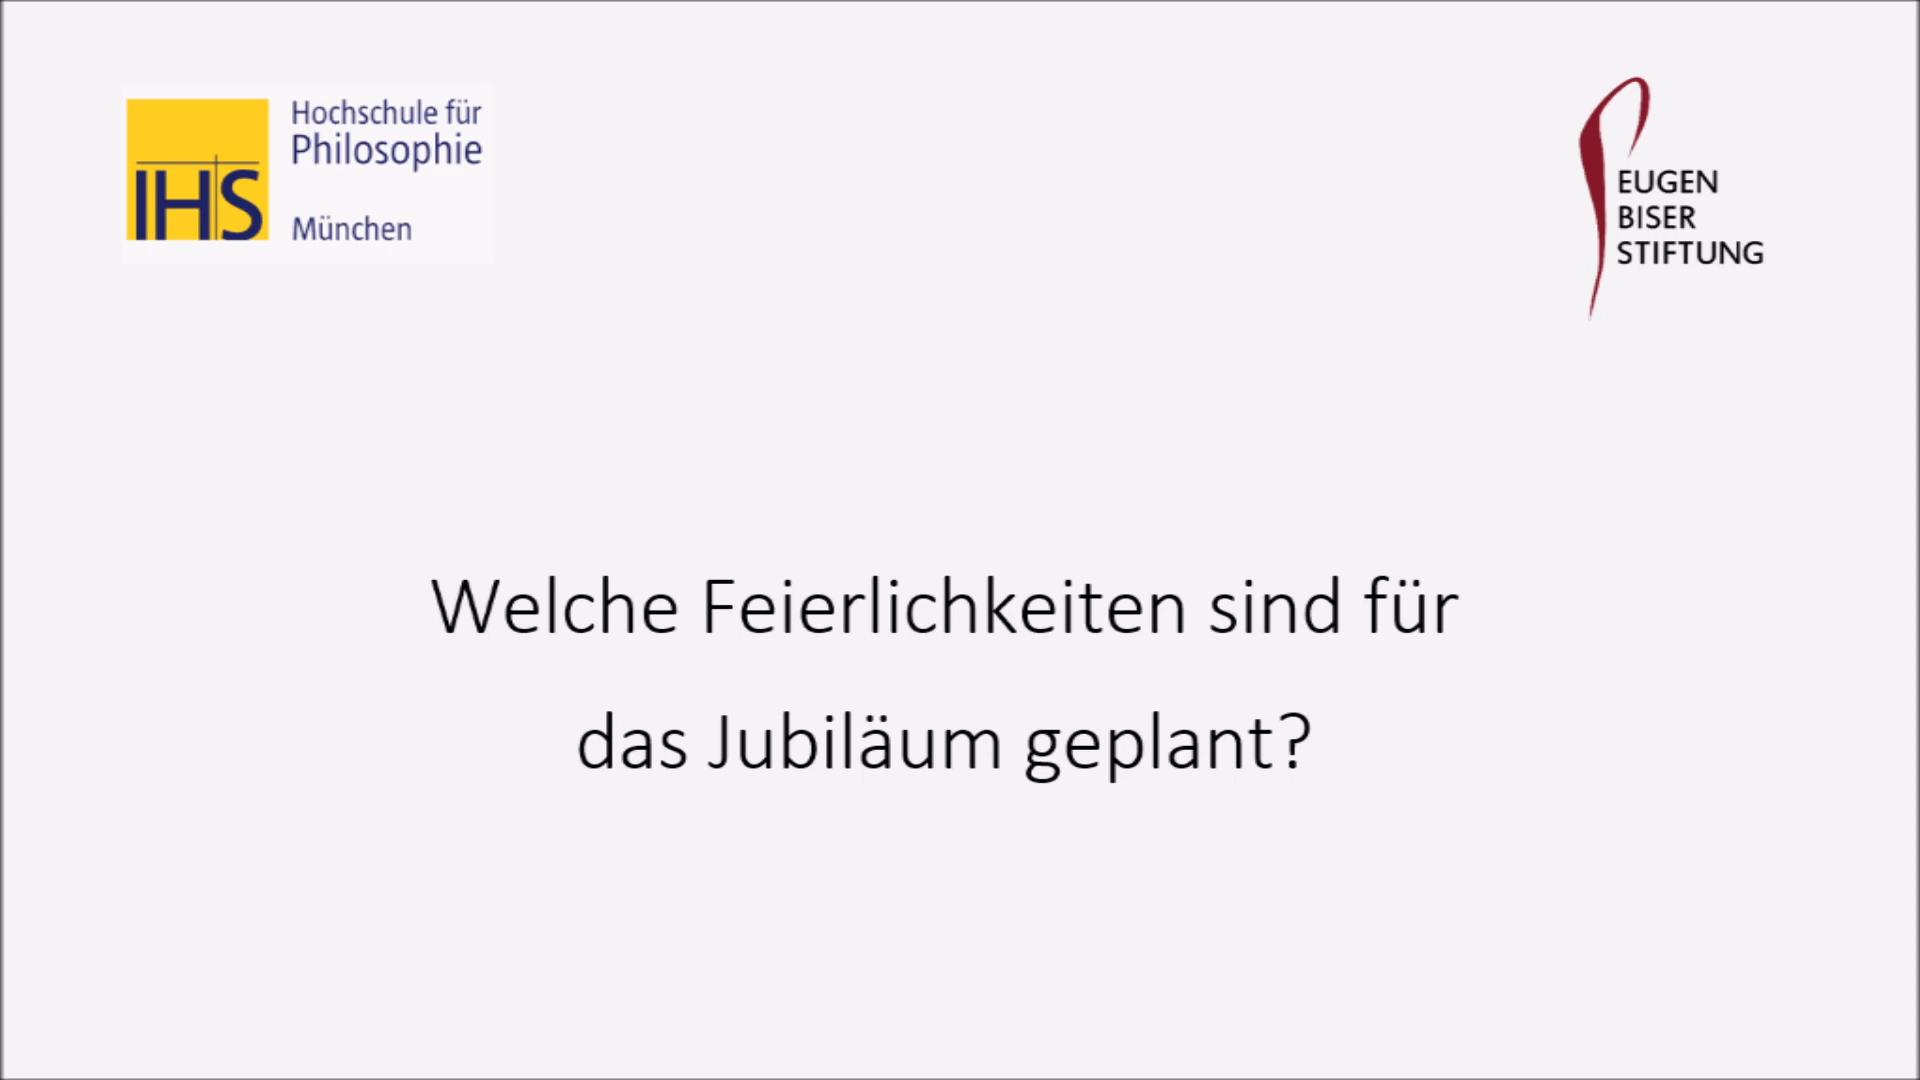 Hochschule für
Philosophie
IHS
München
EUGEN
BISER
STIFTUNG
Welche Feierlichkeiten sind für
das Jubiläum geplant?